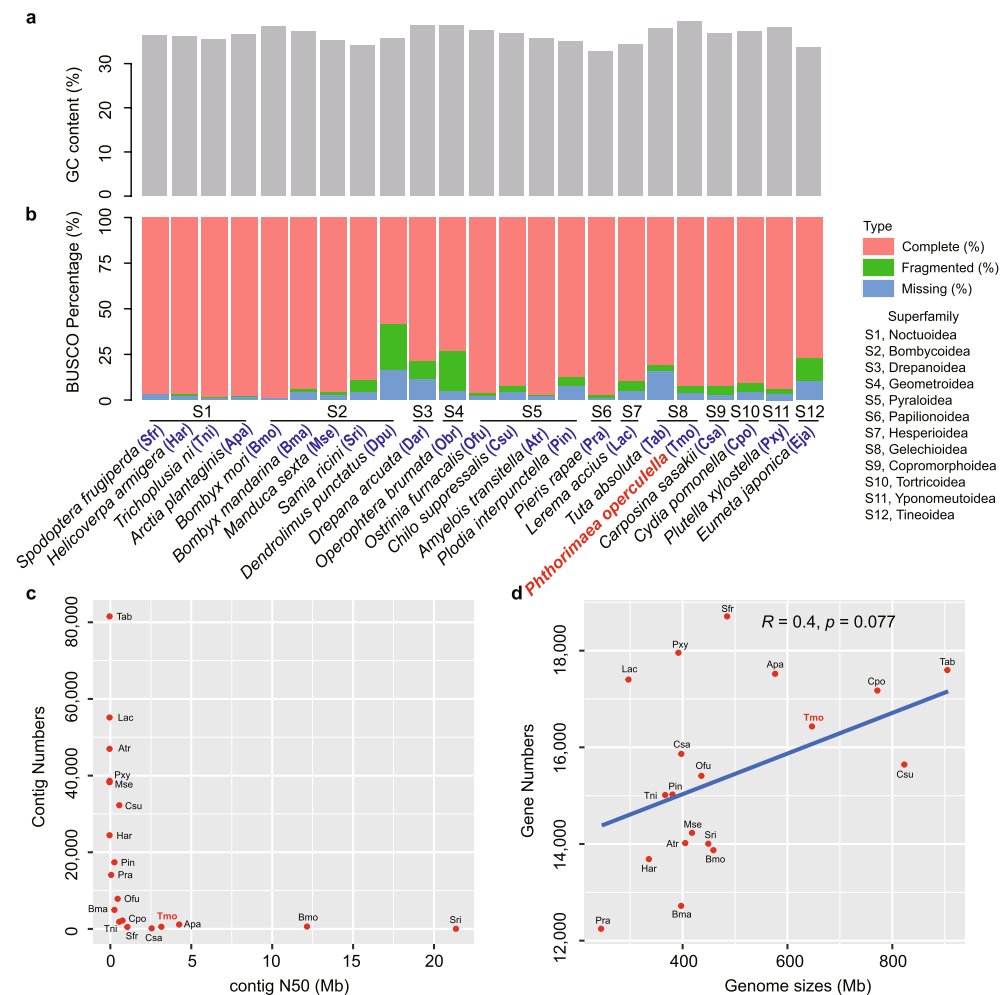 a
GC content (%)
0
10
20
30
b
BUSCO Percentage (%)
0
25
50
75
100
Type
Complete (%)
Fragmented (%)
Missing (%)
Superfamily
S1, Noctuoidea
S2, Bombycoidea
S3, Drepanoidea
S4, Geometroidea
S5, Pyraloidea
S6, Papilionoidea
S7, Hesperioidea
S8, Gelechioidea
S9, Copromorphoidea
S10, Tortricoidea
S11, Yponomeutoidea
S12, Tineoidea
S1
S2
S3
S4
S5
S6
S7
S8
S9
S10
S11
S12
Spodoptera frugiperda (Sfr)
Helicoverpa armigera (Har)
Trichoplusia ni (Tni)
Arctia plantaginis (Apa)
Bombyx mori (Bmo)
Bombyx mandarina (Bma)
Manduca sexta (Mse)
Samia ricini (Sri)
Dendrolimus punctatus (Dpu)
Drepana arcuata (Dar)
Operophtera brumata (Obr)
Ostrinia furnacalis (Ofu)
Chilo suppressalis (Csu)
Amyelois transitella (Atr)
Plodia interpunctella (Pin)
Pieris rapae (Pra)
Lerema accius (Lac)
Tuta absoluta (Tab)
Phthorimaea operculella (Tmo)
Carposina sasakii (Csa)
Cydia pomonella (Cpo)
Plutella xylostella (Pxy)
Eumeta japonica (Eja)
c
Contig Numbers
0
20,000
40,000
60,000
80,000
Tab
Lac
Atr
Pxy
Mse
Csu
Har
Pin
Pra
Ofu
Bma
Cpo
Tni
Sfr
Csa
Tmo
Apa
Bmo
Sri
0
5
10
15
20
contig N50 (Mb)
d
R = 0.4, p = 0.077
Gene Numbers
12,000
14,000
16,000
18,000
Sfr
Pxy
Lac
Apa
Tab
Cpo
Tmo
Csa
Csu
Ofu
Tni
Pin
Mse
Atr
Sri
Bmo
Har
Bma
Pra
400
600
800
Genome sizes (Mb)